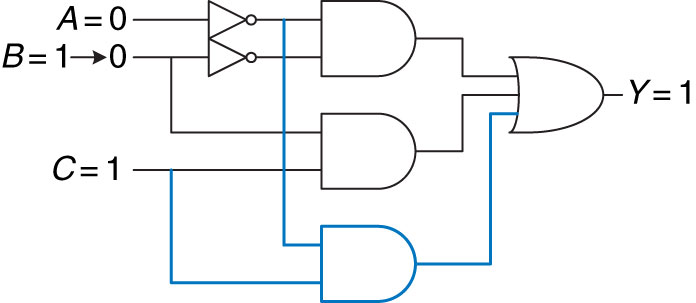 A = 0
B = 1 → 0
C = 1
Y = 1